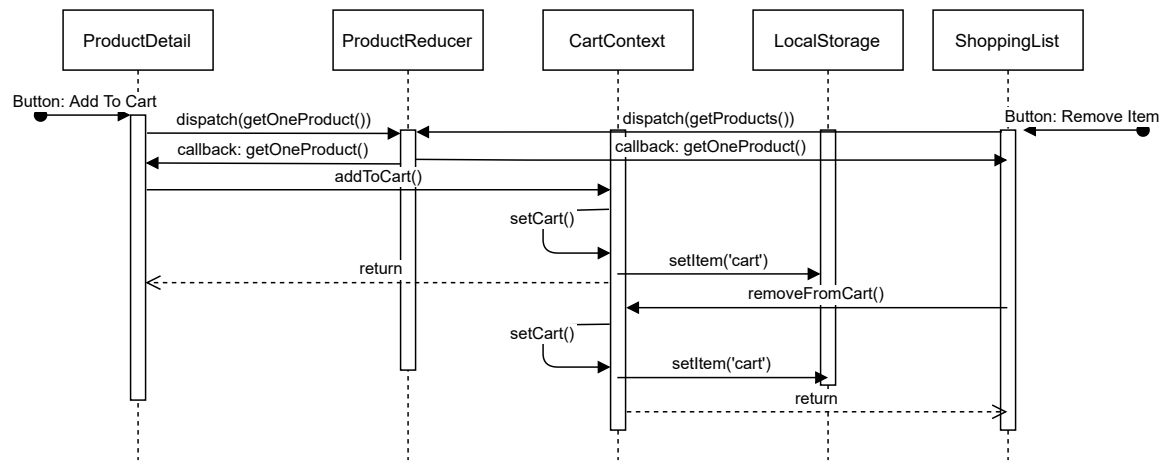 ProductDetail
ProductReducer
CartContext
LocalStorage
ShoppingList
Button: Add To Cart
dispatch(getOneProduct())
dispatch(getProducts())
Button: Remove Item
callback: getOneProduct()
callback: getOneProduct()
addToCart()
setCart()
setItem('cart')
return
removeFromCart()
setCart()
setItem('cart')
return